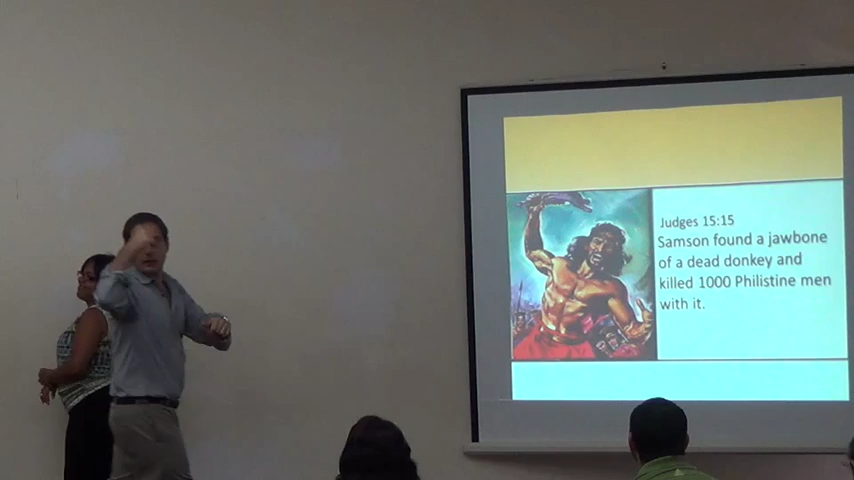 Judges 15:15
Samson found a jawbone
of a dead donkey and
killed 1000 Philistine men
with it.